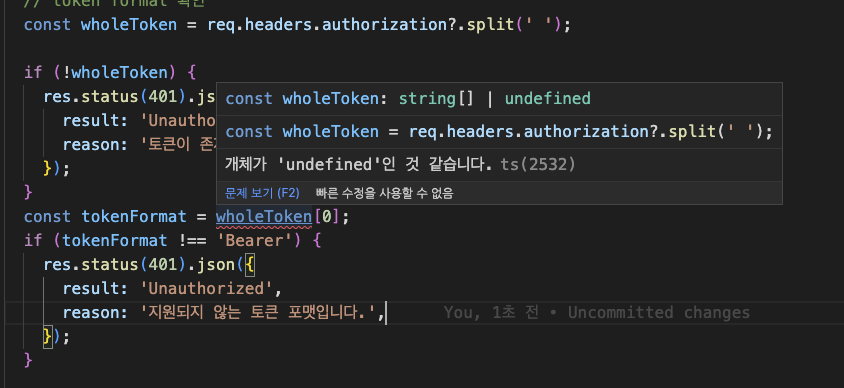 // token format 확인
const wholeToken = req.headers.authorization?.split(' ');
if (!wholeToken) {
res.status(401).js
result: 'Unautho
reason: '토큰이 존
});
}
const wholeToken: string[] | undefined
const wholeToken = req.headers.authorization?.split(' ');
개체가 'undefined'인 것 같습니다. ts(2532)
문제 보기 (F2) 빠른 수정을 사용할 수 없음
const tokenFormat = wholeToken[0];
if (tokenFormat !== 'Bearer') {
res.status(401).json({
result: 'Unauthorized',
reason: '지원되지 않는 토큰 포맷입니다.', You, 1초 전 • Uncommitted changes
});
}